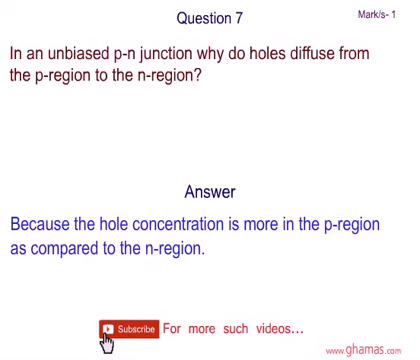 Question 7
Mark/s- 1
In an unbiased p-n junction why do holes diffuse from
the p-region to the n-region?
Answer
Because the hole concentration is more in the p-region
as compared to the n-region.
Subscribe For more such videos...
www.ghamas.com